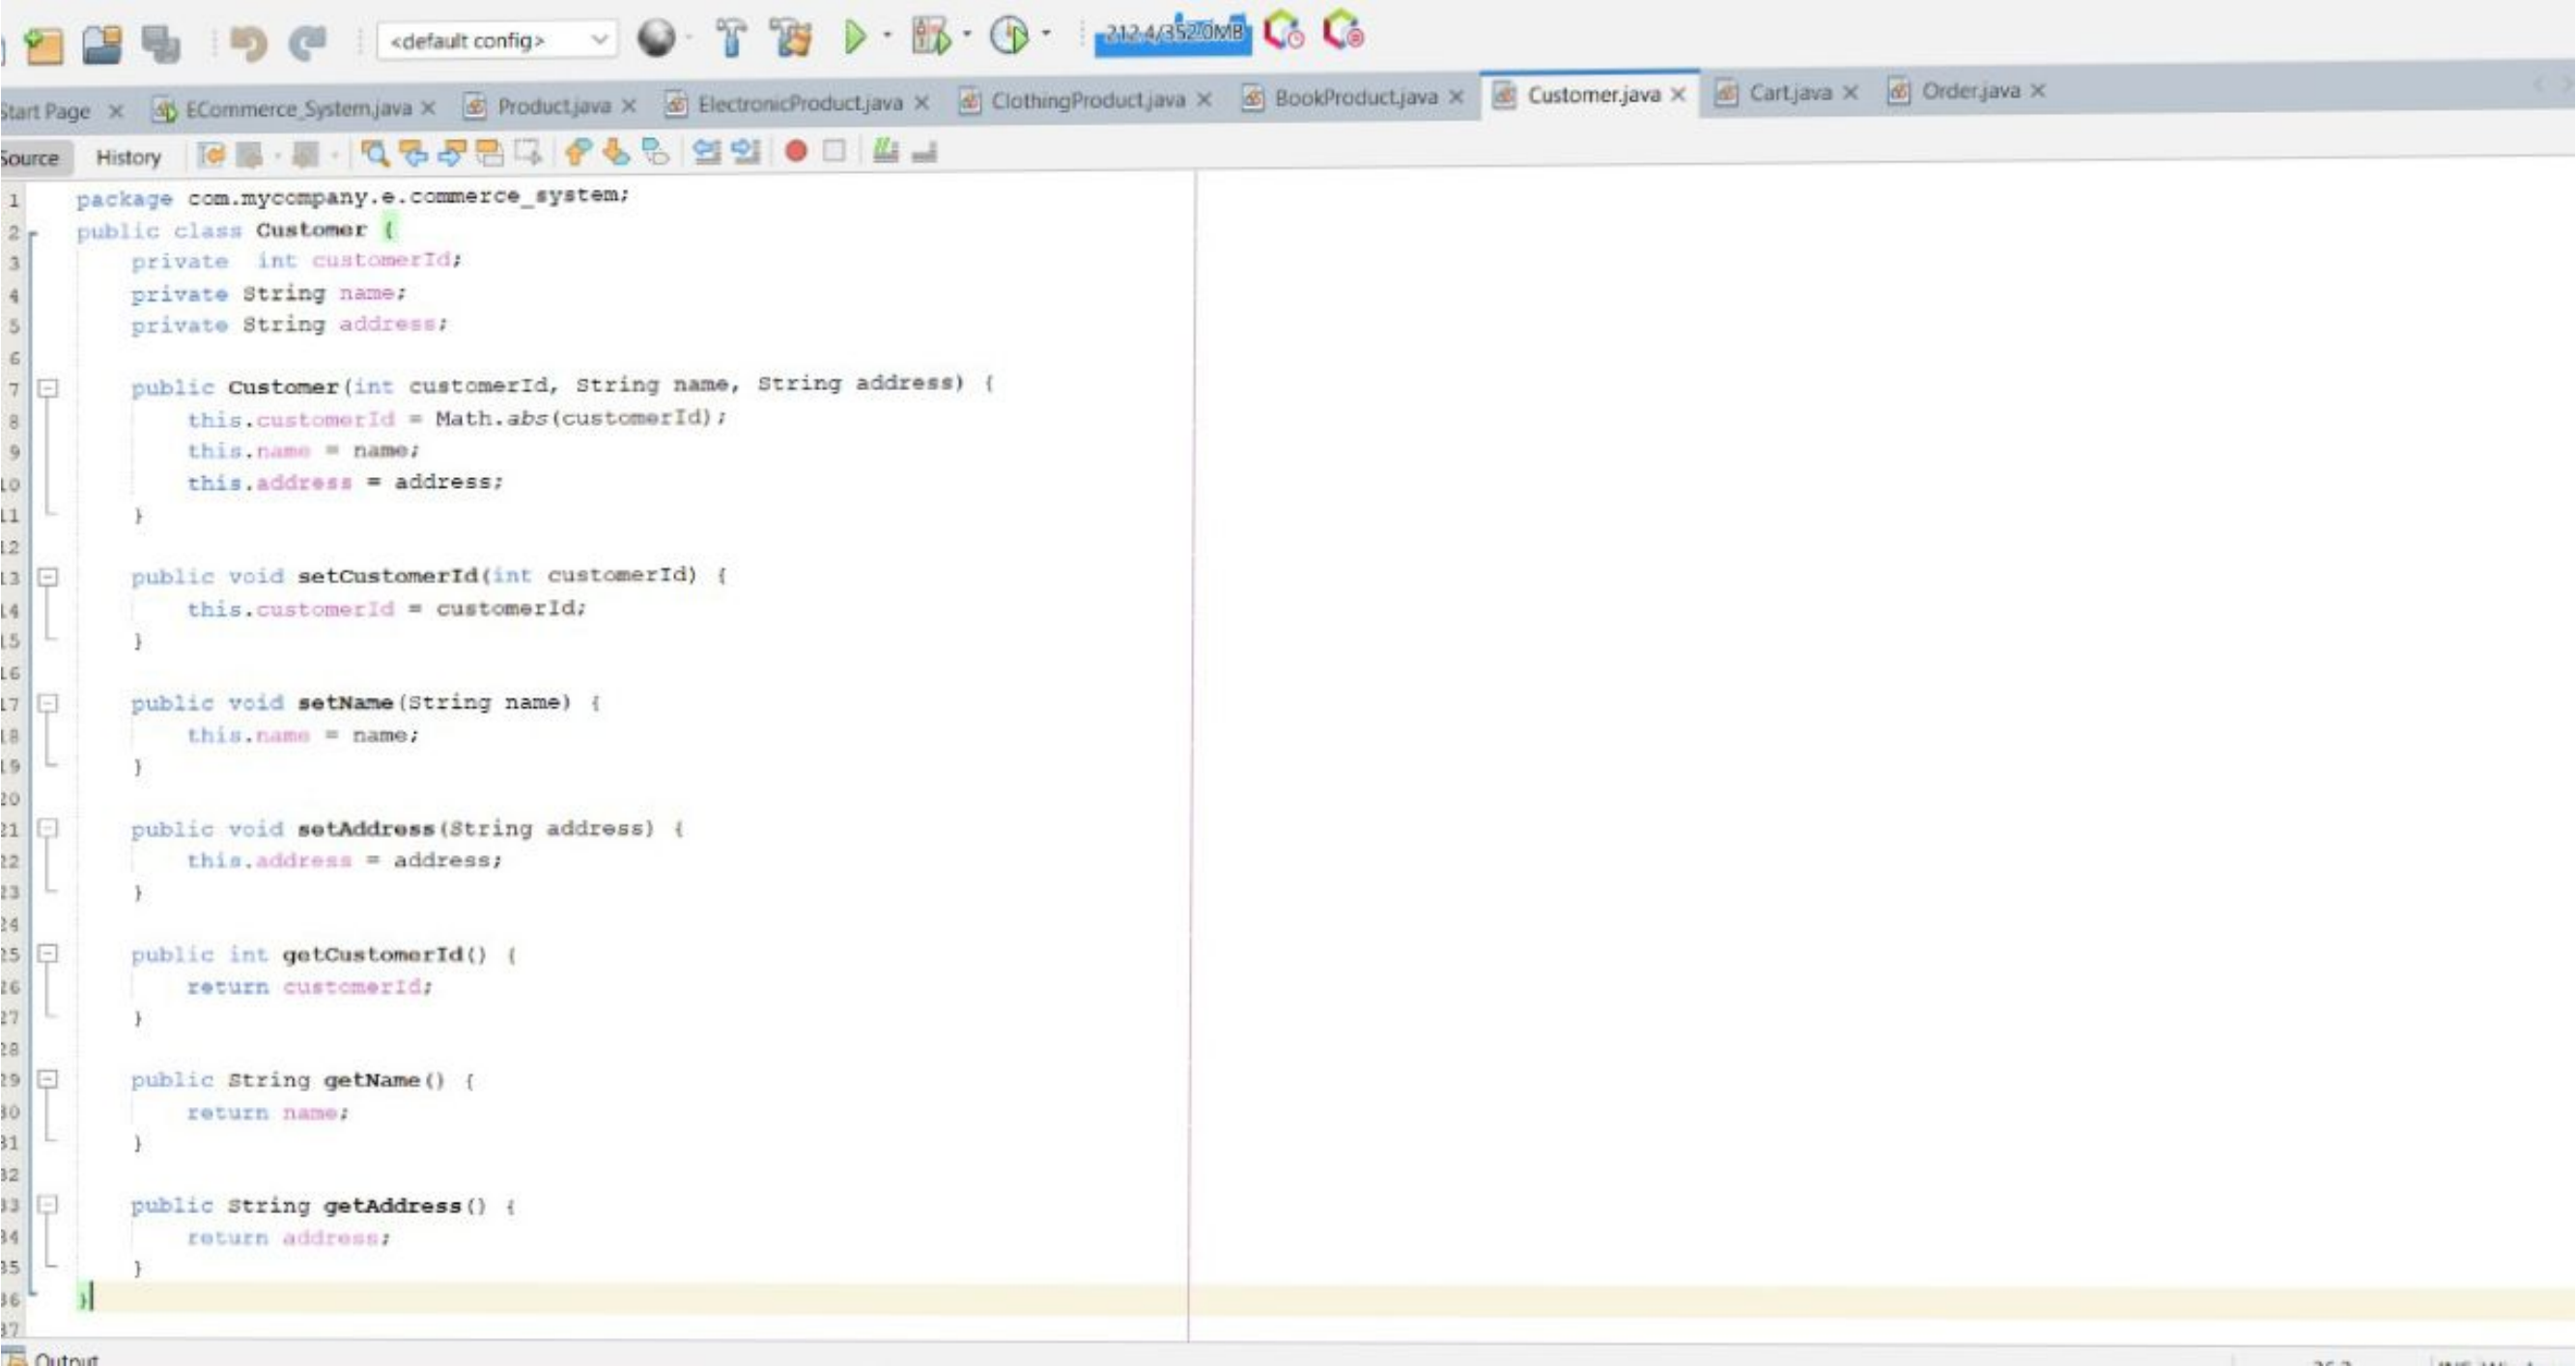 <default config>
212.4/352.0MB
Start Page ECommerce_System.java Product.java ElectronicProduct.java ClothingProduct.java BookProduct.java Customer.java Cart.java Order.java
Source History
1 package com.mycompany.e.commerce_system;
2 public class Customer {
3     private  int customerId;
4     private String name;
5     private String address;
6
7     public Customer(int customerId, String name, String address) {
8         this.customerId = Math.abs(customerId);
9         this.name = name;
10         this.address = address;
11     }
12
13     public void setCustomerId(int customerId) {
14         this.customerId = customerId;
15     }
16
17     public void setName(String name) {
18         this.name = name;
19     }
20
21     public void setAddress(String address) {
22         this.address = address;
23     }
24
25     public int getCustomerId() {
26         return customerId;
27     }
28
29     public String getName() {
30         return name;
31     }
32
33     public String getAddress() {
34         return address;
35     }
36 }
37
Output